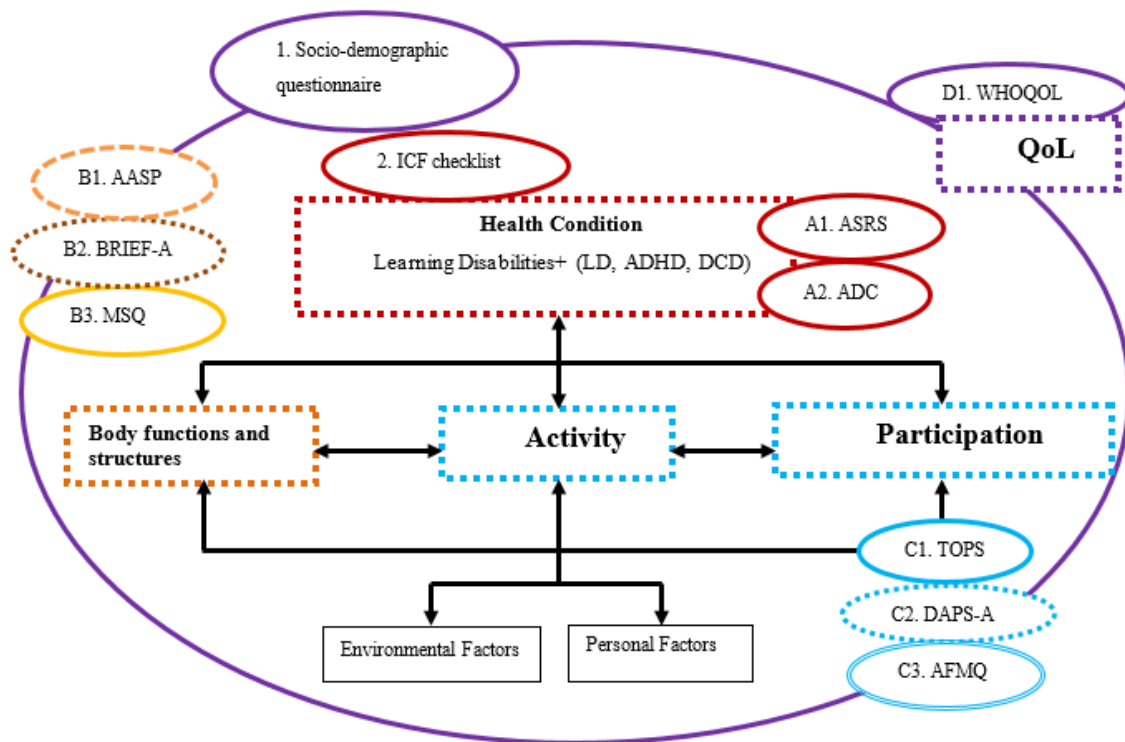 1. Socio-demographic
questionnaire
D1. WHOQOL
QoL
2. ICF checklist
B1. AASP
B2. BRIEF-A
B3. MSQ
Health Condition
Learning Disabilities+ (LD, ADHD, DCD)
A1. ASRS
A2. ADC
Body functions and
structures
Activity
Participation
C1. TOPS
C2. DAPS-A
C3. AFMQ
Environmental Factors
Personal Factors